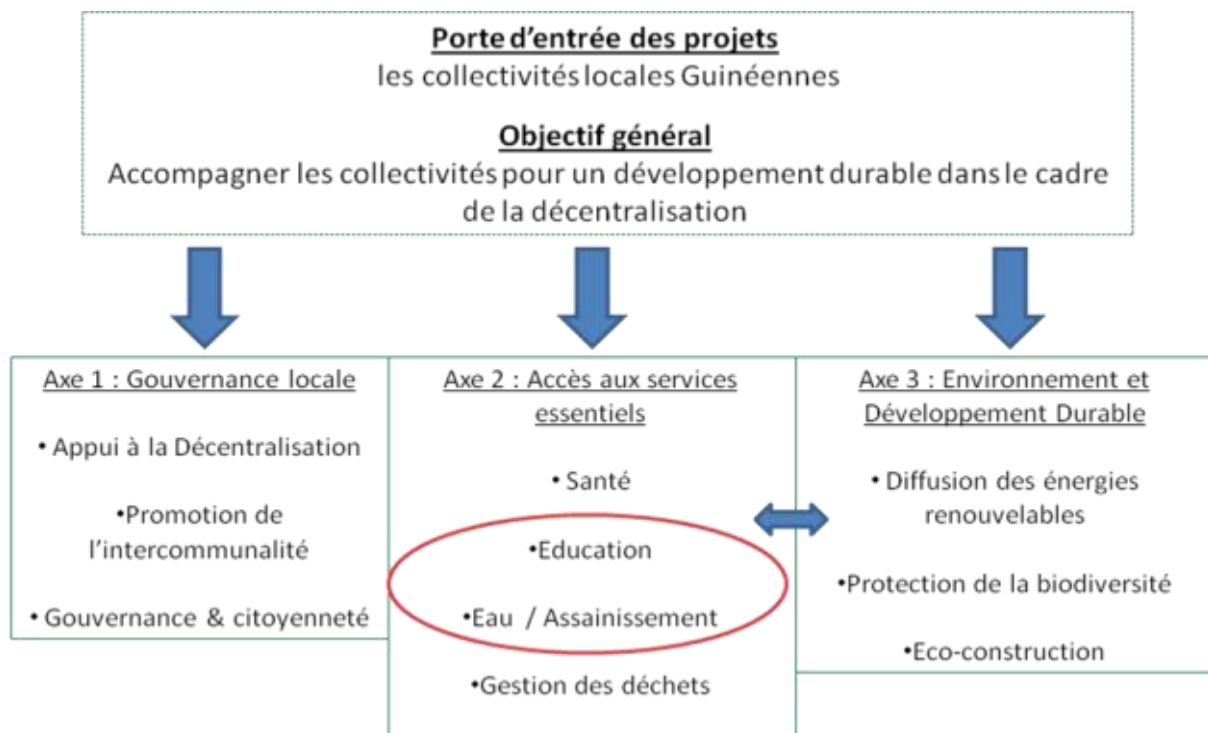 Porte d'entrée des projets
les collectivités locales Guinéennes
Objectif général
Accompagner les collectivités pour un développement durable dans le cadre
de la décentralisation
Axe 1 : Gouvernance locale
• Appui à la Décentralisation
•Promotion de
l'intercommunalité
• Gouvernance & citoyenneté
Axe 2 : Accès aux services
essentiels
• Santé
•Education
•Eau / Assainissement
•Gestion des déchets
Axe 3 : Environnement et
Développement Durable
• Diffusion des énergies
renouvelables
•Protection de la biodiversité
•Eco-construction